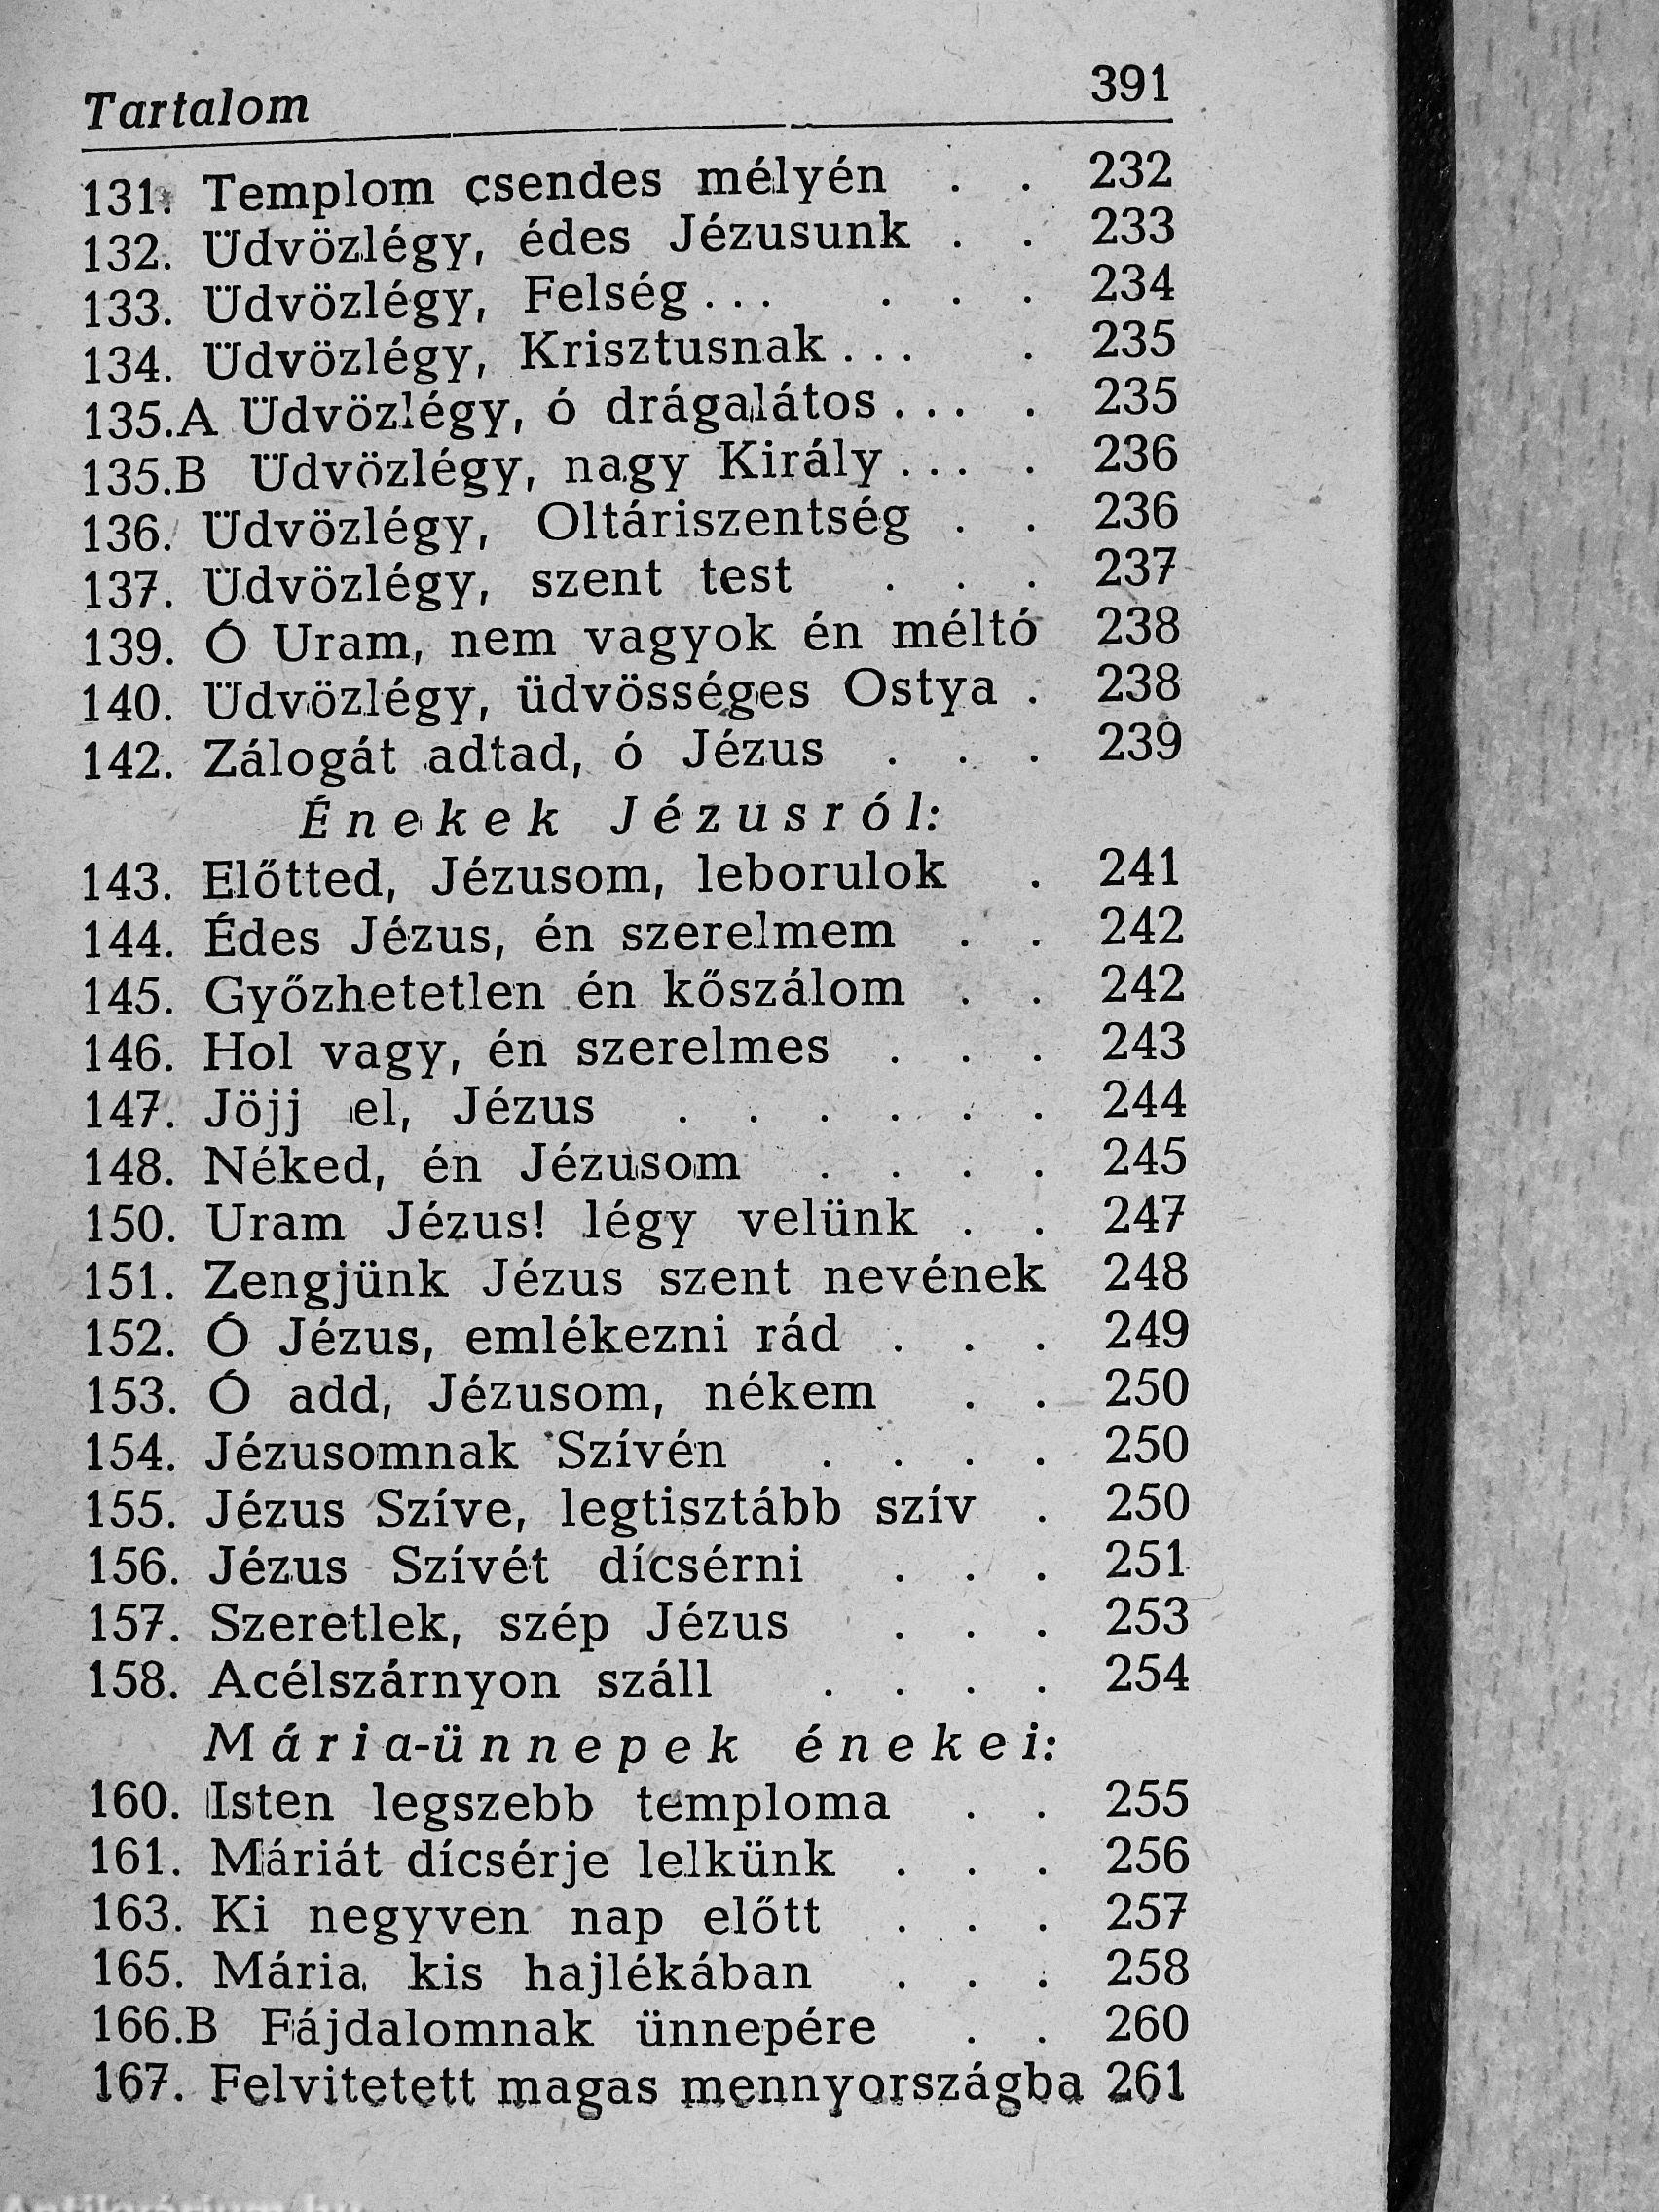 Tartalom 391
131. Templom csendes mélyén . . 232
132. Üdvözlégy, édes Jézusunk . . 233
133. Üdvözlégy, Felség... . . . 234
134. Üdvözlégy, Krisztusnak... . 235
135.A Üdvözlégy, ó drágalátos... . 235
135.B Üdvözlégy, nagy Király... . 236
136. Üdvözlégy, Oltáriszentség . . 236
137. Üdvözlégy, szent test . . . 237
139. Ó Uram, nem vagyok én méltó 238
140. Üdvözlégy, üdvösséges Ostya . 238
142. Zálogát adtad, ó Jézus . . . 239
Énekek Jézusról:
143. Előtted, Jézusom, leborulok . 241
144. Édes Jézus, én szerelmem . . 242
145. Győzhetetlen én kőszálom . . 242
146. Hol vagy, én szerelmes . . . 243
147. Jöjj el, Jézus . . . . . . 244
148. Néked, én Jézusom . . . . 245
150. Uram Jézus! légy velünk . . 247
151. Zengjünk Jézus szent nevének 248
152. Ó Jézus, emlékezni rád . . . 249
153. Ó add, Jézusom, nékem . . 250
154. Jézusomnak Szívén . . . . 250
155. Jézus Szíve, legtisztább szív . 250
156. Jézus Szívét dícsérni . . . 251
157. Szeretlek, szép Jézus . . . 253
158. Acélszárnyon száll . . . . 254
Mária-ünnepek énekei:
160. Isten legszebb temploma . . 255
161. Máriát dícsérje lelkünk . . . 256
163. Ki negyven nap előtt . . . 257
165. Mária kis hajlékában . . . 258
166.B Fájdalomnak ünnepére . . 260
167. Felvitetett magas mennyországba 261